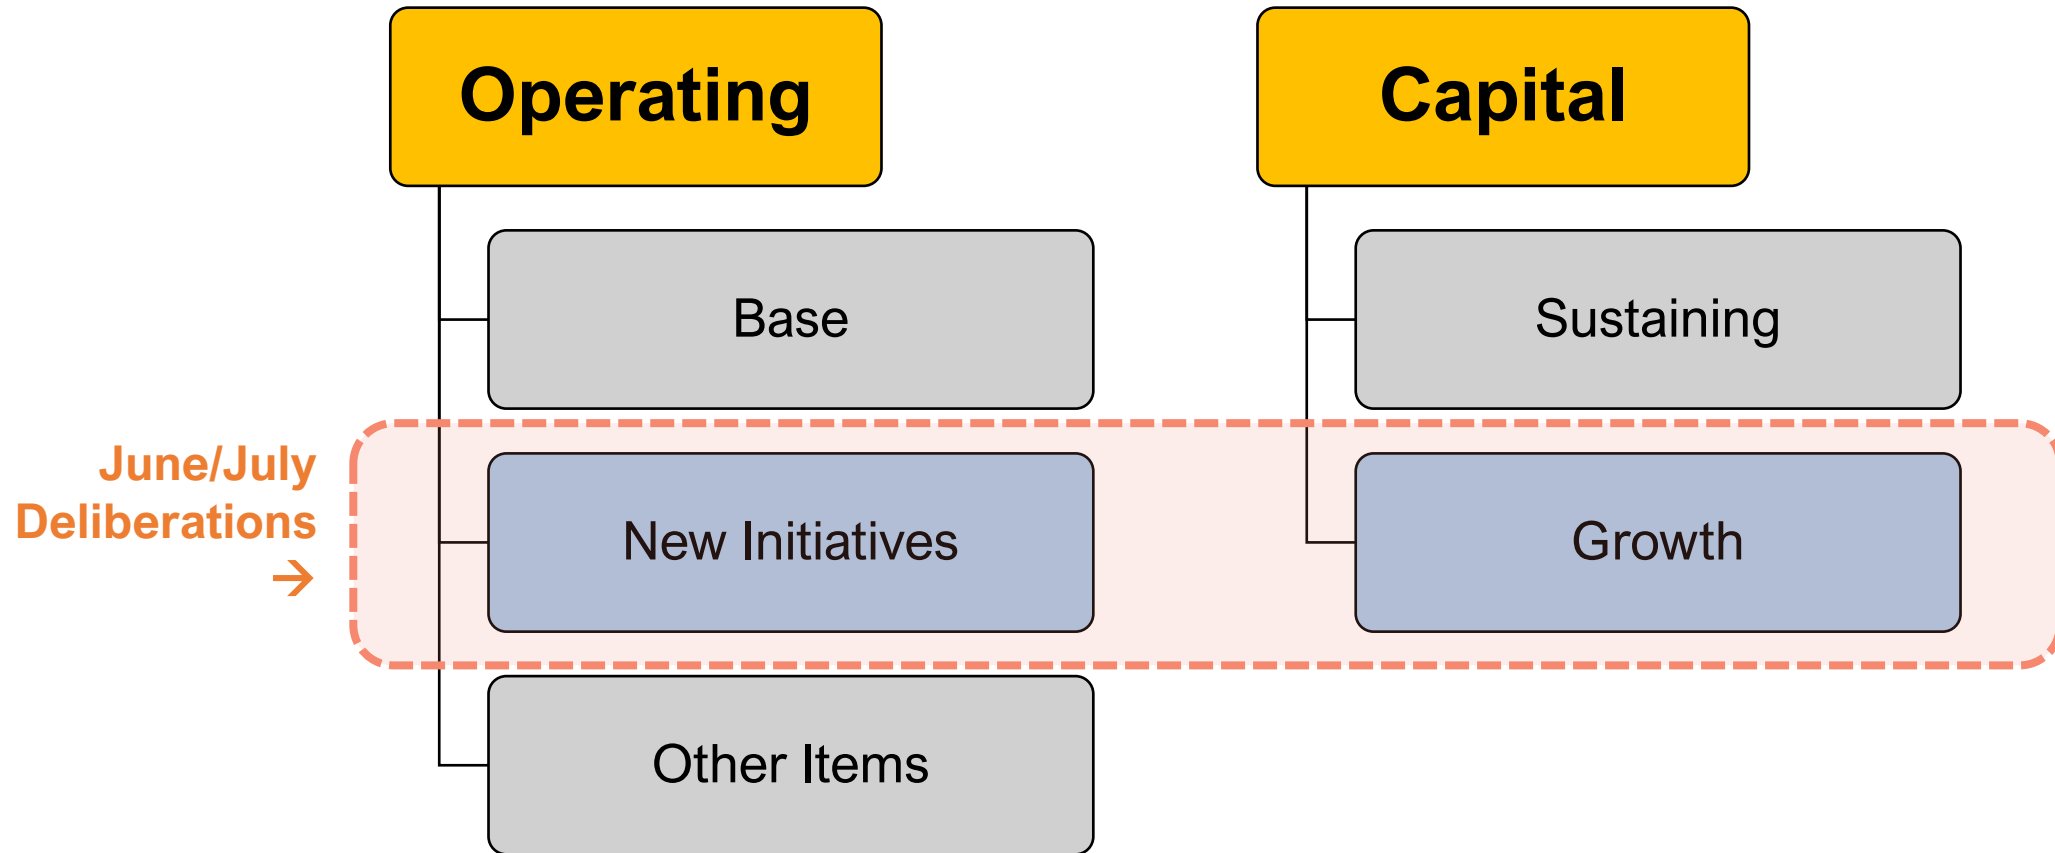 Operating
Capital
Base
Sustaining
June/July
Deliberations
→
New Initiatives
Growth
Other Items